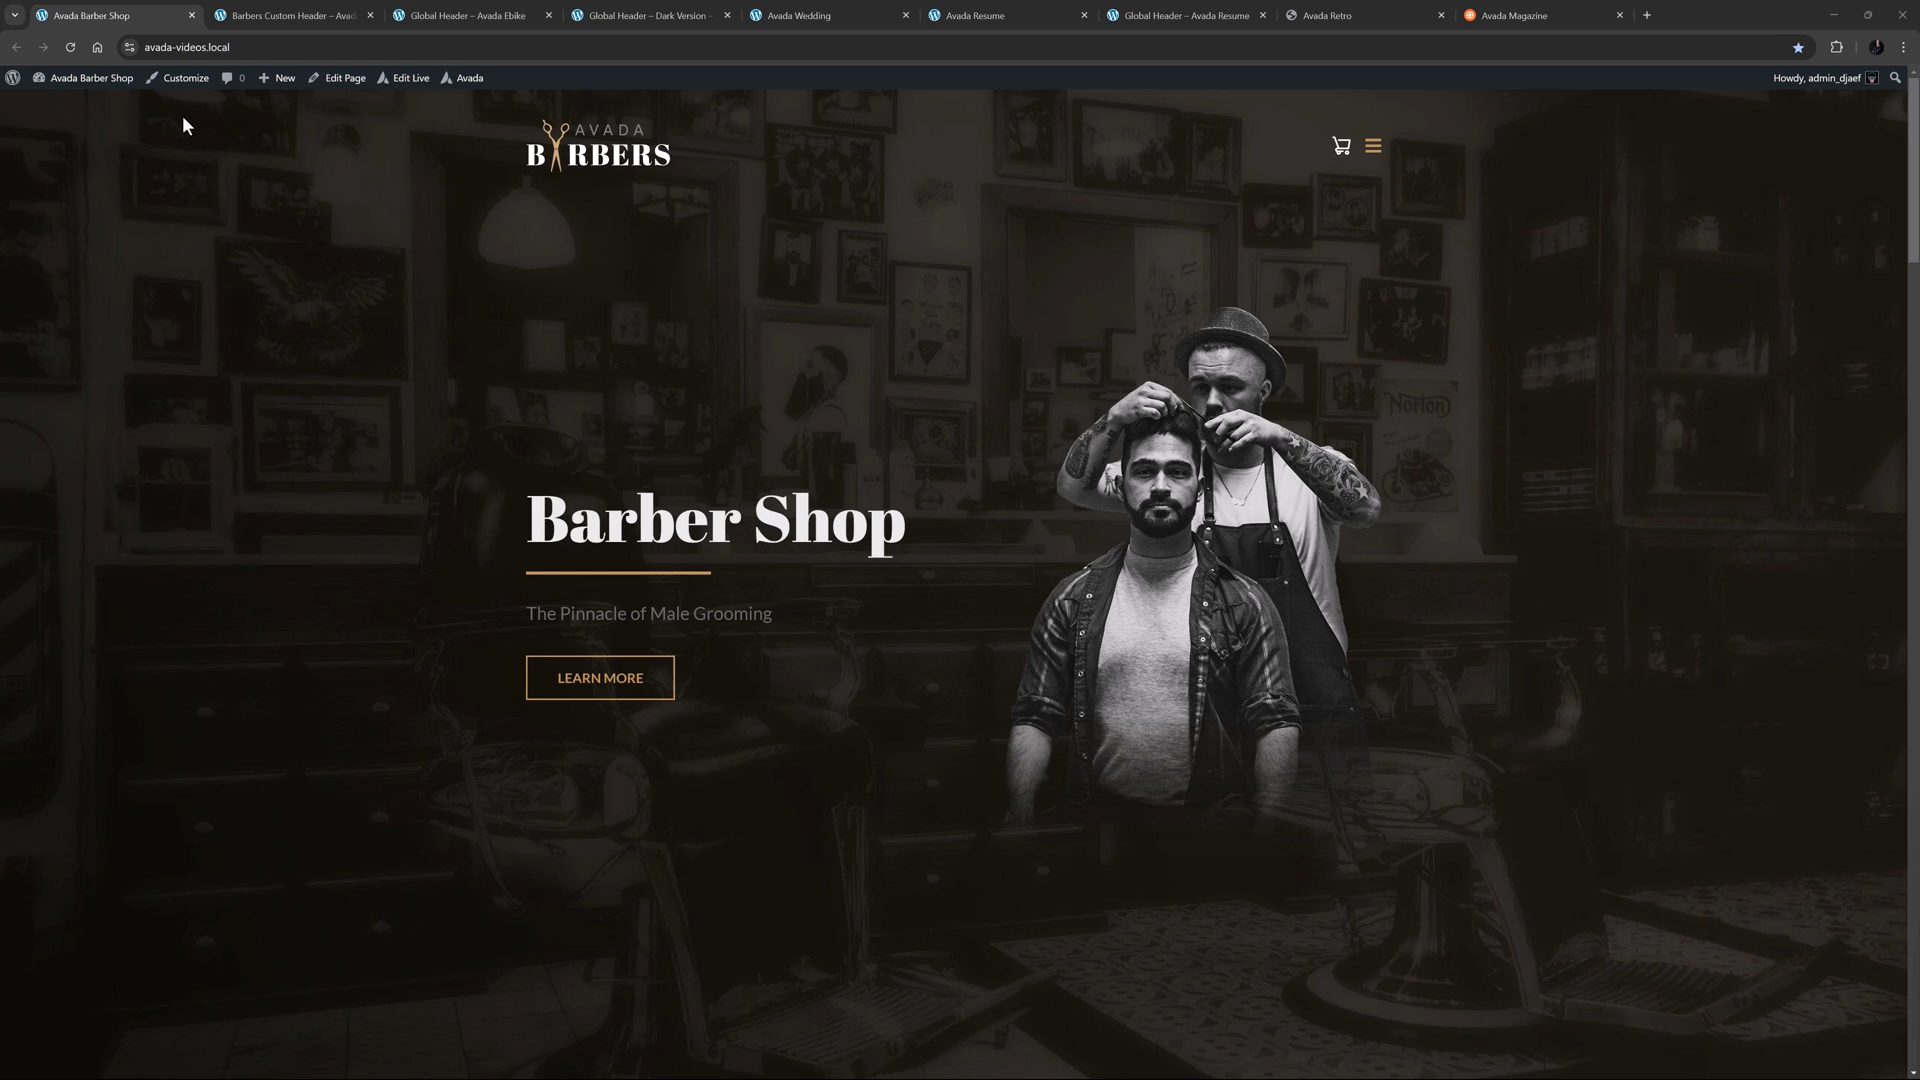 Avada Barber Shop
Barbers Custom Header – Avad
Global Header – Avada Ebike
Global Header – Dark Version –
Avada Wedding
Avada Resume
Global Header – Avada Resume
Avada Retro
Avada Magazine
avada-videos.local
Avada Barber Shop
Customize
0
New
Edit Page
Edit Live
Avada
Howdy, admin_djaef
AVADA
BARBERS
Norton
Barber Shop
The Pinnacle of Male Grooming
LEARN MORE